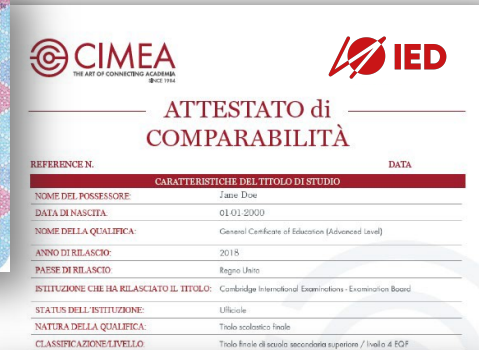 CIMEA
THE ART OF CONNECTING ACADEMIA
SINCE 1984
IED
ATTESTATO di
COMPARABILITÀ
REFERENCE N. DATA
CARATTERISTICHE DEL TITOLO DI STUDIO
NOME DEL POSSESSORE: Jane Doe
DATA DI NASCITA: 01-01-2000
NOME DELLA QUALIFICA: General Certificate of Education (Advanced Level)
ANNO DI RILASCIO: 2018
PAESE DI RILASCIO Regno Unito
ISTITUZIONE CHE HA RILASCIATO IL TITOLO: Cambridge International Examinations - Examination Board
STATUS DELL'ISTITUZIONE: Ufficiale
NATURA DELLA QUALIFICA: Titolo scolastico finale
CLASSIFICAZIONE/LIVELLO: Titolo finale di scuola secondaria superiore / livello 4 EQF